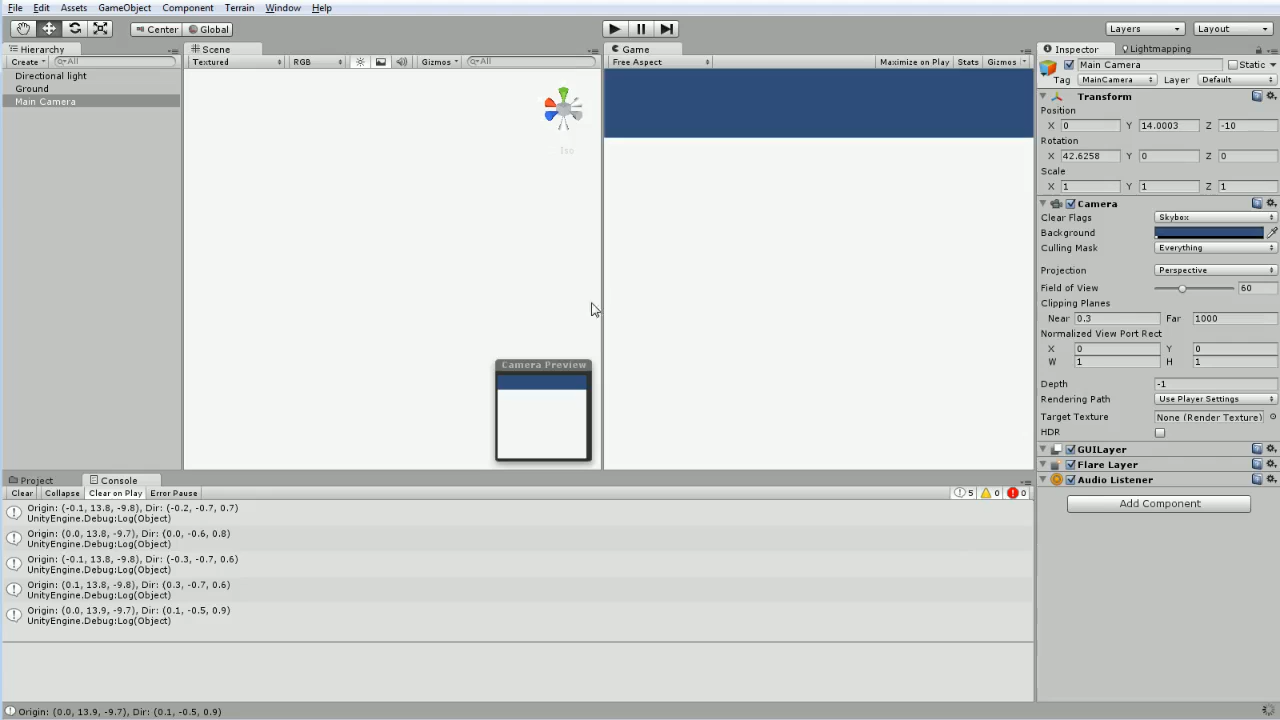 File Edit Assets GameObject Component Terrain Window Help
Center Global Layers Layout
Hierarchy Scene Game Inspector Lightmapping
Create All Textured RGB Gizmos All Free Aspect Maximize on Play Stats Gizmos Main Camera Static
Directional light
Ground
Main Camera
Iso
Tag MainCamera Layer Default
Transform
Position
X 0 Y 14.0003 Z -10
Rotation
X 42.6258 Y 0 Z 0
Scale
X 1 Y 1 Z 1
Camera
Clear Flags Skybox
Background
Culling Mask Everything
Projection Perspective
Field of View 60
Clipping Planes
Near 0.3 Far 1000
Normalized View Port Rect
X 0 Y 0
W 1 H 1
Depth -1
Rendering Path Use Player Settings
Target Texture None (Render Texture)
HDR
GUILayer
Flare Layer
Audio Listener
Add Component
Camera Preview
Project Console
Clear Collapse Clear on Play Error Pause 5 0 0
Origin: (-0.1, 13.8, -9.8), Dir: (-0.2, -0.7, 0.7)
UnityEngine.Debug:Log(Object)
Origin: (0.0, 13.8, -9.7), Dir: (0.0, -0.6, 0.8)
UnityEngine.Debug:Log(Object)
Origin: (-0.1, 13.8, -9.8), Dir: (-0.3, -0.7, 0.6)
UnityEngine.Debug:Log(Object)
Origin: (0.1, 13.8, -9.8), Dir: (0.3, -0.7, 0.6)
UnityEngine.Debug:Log(Object)
Origin: (0.0, 13.9, -9.7), Dir: (0.1, -0.5, 0.9)
UnityEngine.Debug:Log(Object)
Origin: (0.0, 13.9, -9.7), Dir: (0.1, -0.5, 0.9)